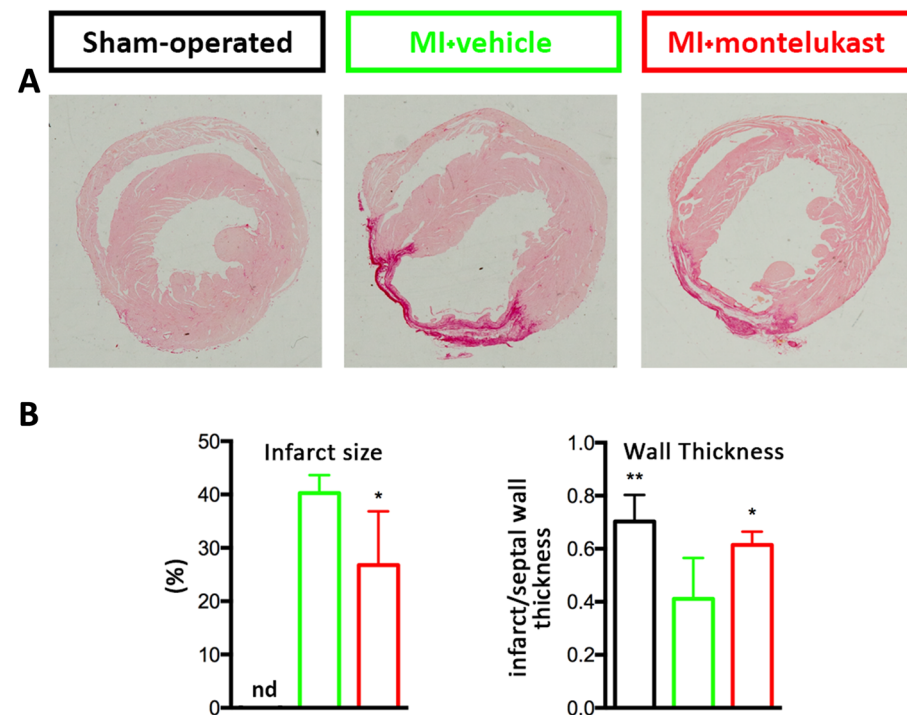 Sham-operated
MI+vehicle
MI+montelukast
A
B
Infarct size
(%)
50
40
30
20
10
0
nd
*
Wall Thickness
infarct/septal wall
thickness
1.0
0.8
0.6
0.4
0.2
0.0
**
*